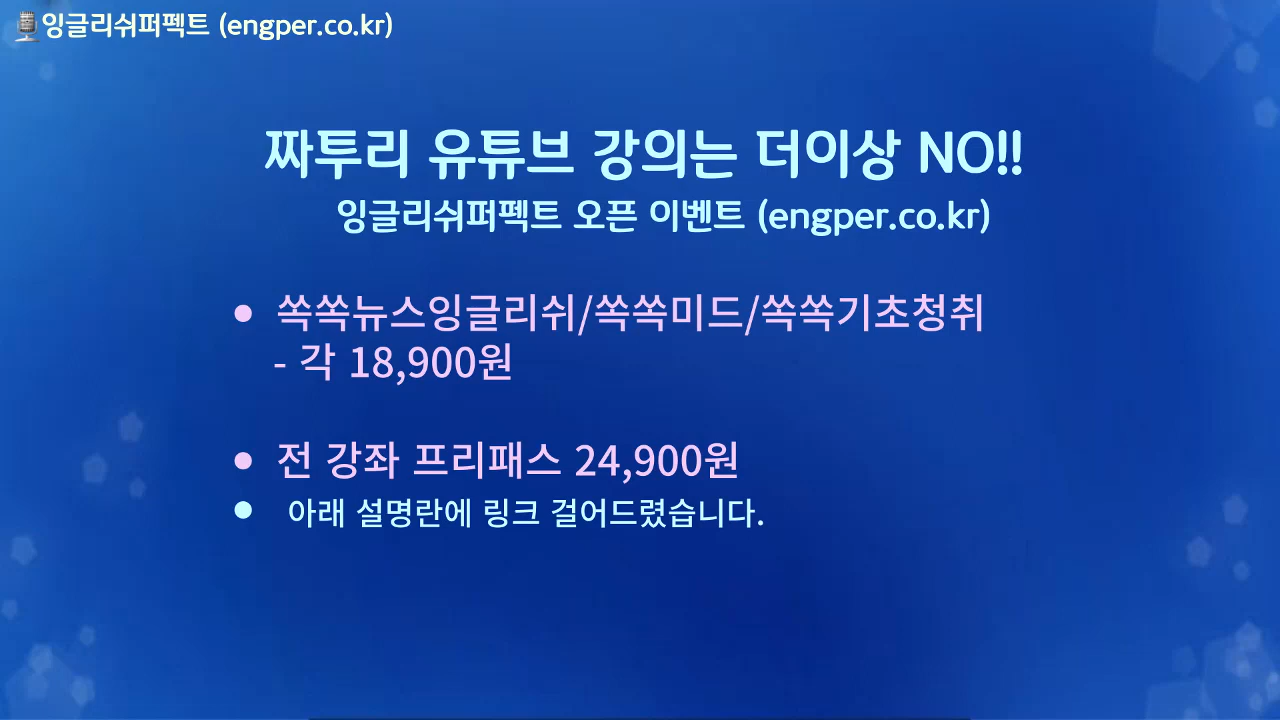 잉글리쉬퍼펙트 (engper.co.kr)
짜투리 유튜브 강의는 더이상 NO!!
잉글리쉬퍼펙트 오픈 이벤트 (engper.co.kr)
● 쏙쏙뉴스잉글리쉬/쏙쏙미드/쏙쏙기초청취
- 각 18,900원
● 전 강좌 프리패스 24,900원
● 아래 설명란에 링크 걸어드렸습니다.